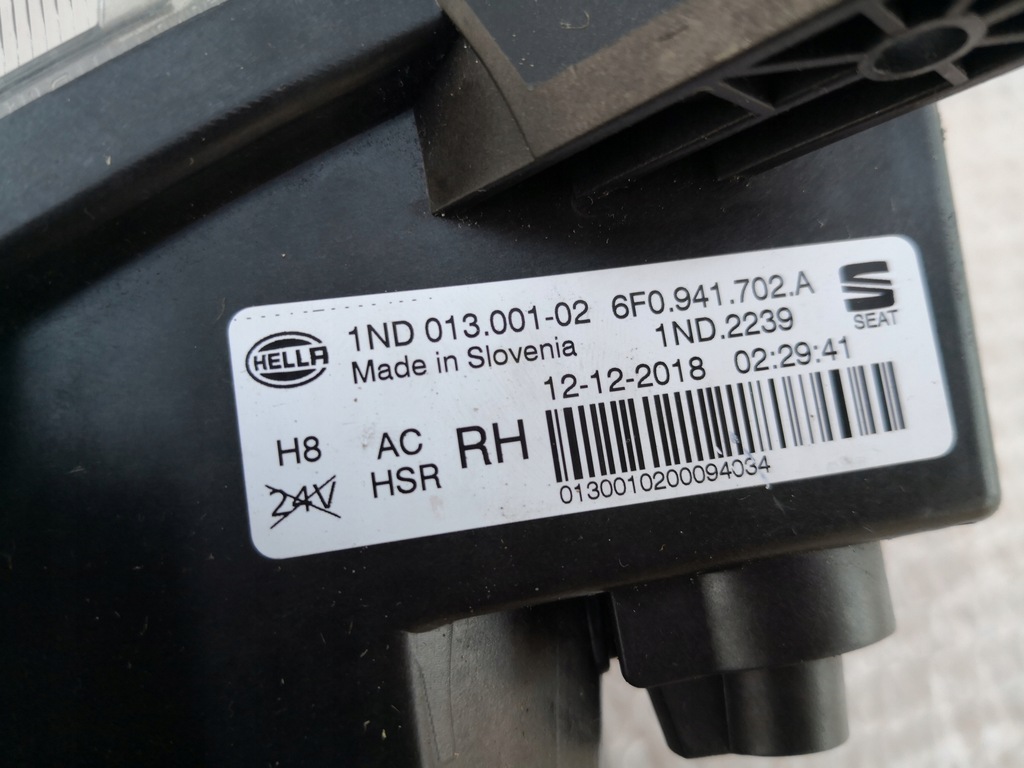 HELLA
1ND 013.001-02 6F0.941.702.A
Made in Slovenia 1ND.2239
SEAT
12-12-2018 02:29:41
H8 AC RH
24V HSR
0130010200094034